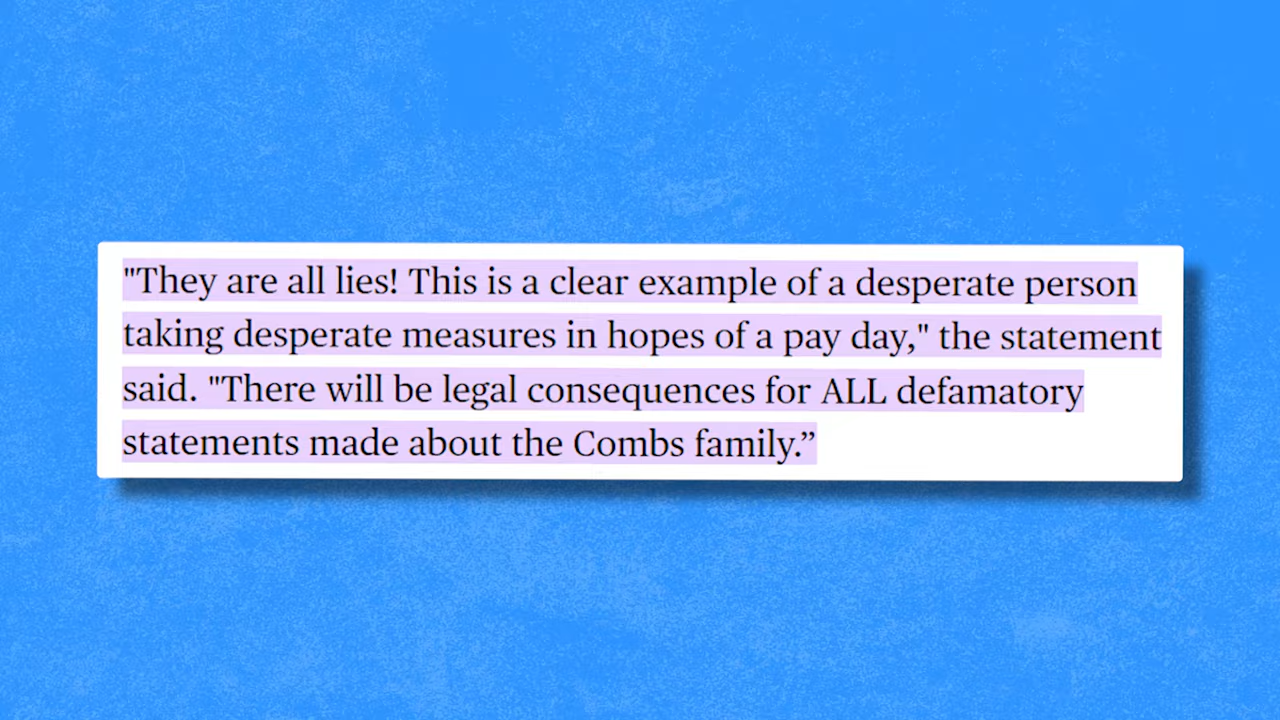 "They are all lies! This is a clear example of a desperate person
taking desperate measures in hopes of a pay day," the statement
said. "There will be legal consequences for ALL defamatory
statements made about the Combs family.”